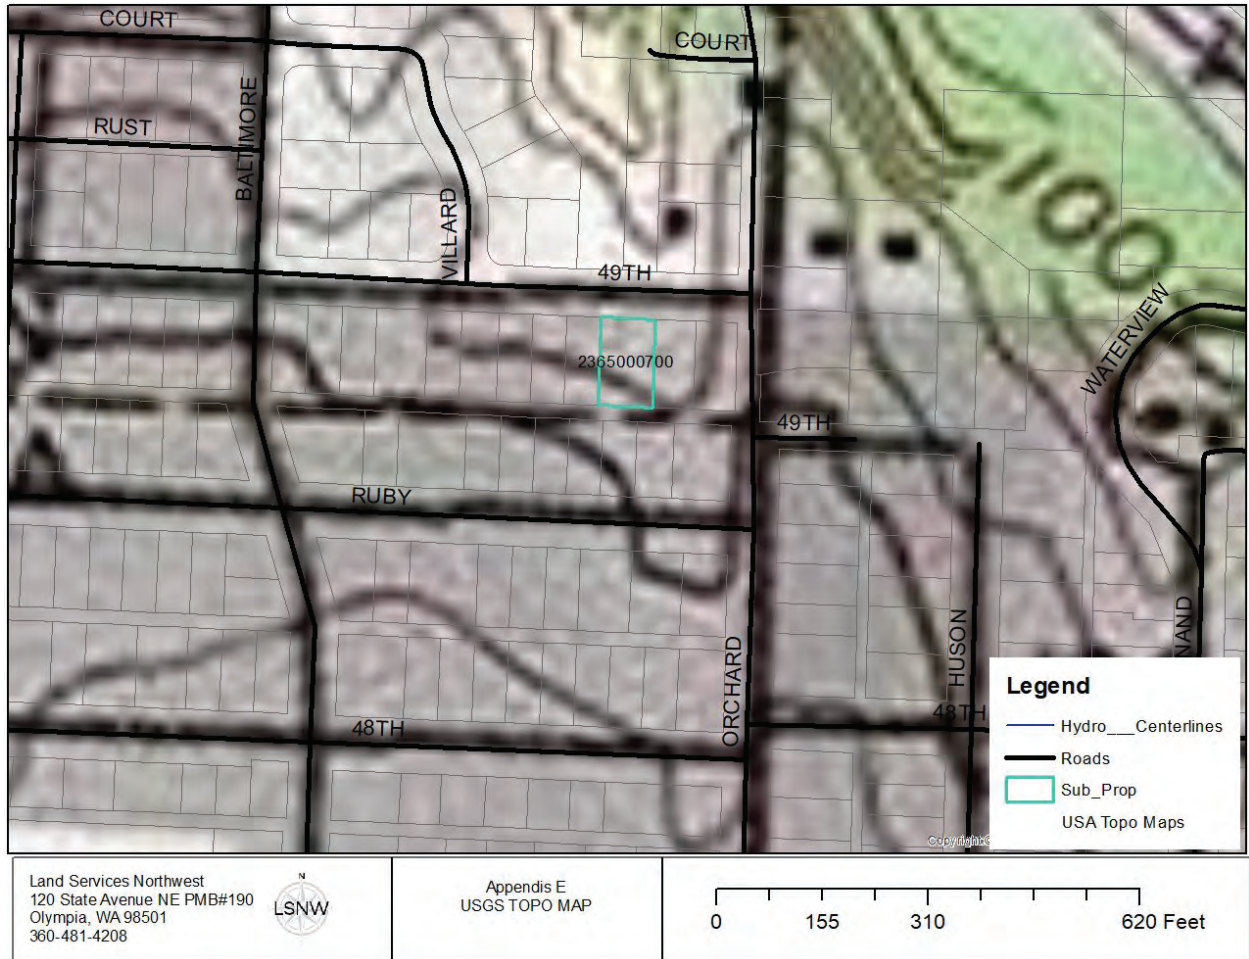 COURT
COURT
BALTIMORE
RUST
VILLARD
49TH
100
WATERVIEW
2365000700
49TH
RUBY
ORCHARD
HUSON
NAND
48TH
48TH
Legend
Hydro___Centerlines
Roads
Sub_Prop
USA Topo Maps
Copyright:
Land Services Northwest
120 State Avenue NE PMB#190
Olympia, WA 98501
360-481-4208
N
LSNW
Appendis E
USGS TOPO MAP
0 155 310 620 Feet